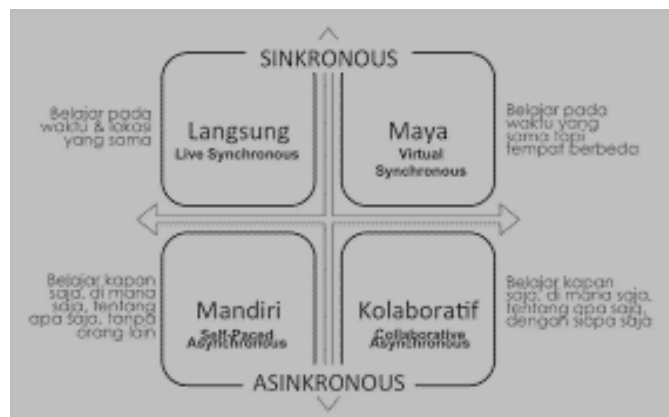 SINKRONOUS
Belajar pada
waktu & lokasi
yang sama
Langsung
Live Synchronous
Maya
Virtual
Synchronous
Belajar pada
waktu yang
sama tapi
tempat berbeda
Belajar kapan
saja, di mana
saja, tentang
apa saja, tanpa
orang lain
Mandiri
Self-Paced
Asynchronous
Kolaboratif
Collaborative
Asynchronous
Belajar kapan
saja, di mana saja,
tentang apa saja,
dengan siapa saja
ASINKRONOUS